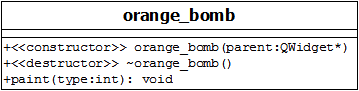 orange_bomb
+<<constructor>> orange_bomb(parent:QWidget*)
+<<destructor>> ~orange_bomb()
+paint(type:int): void